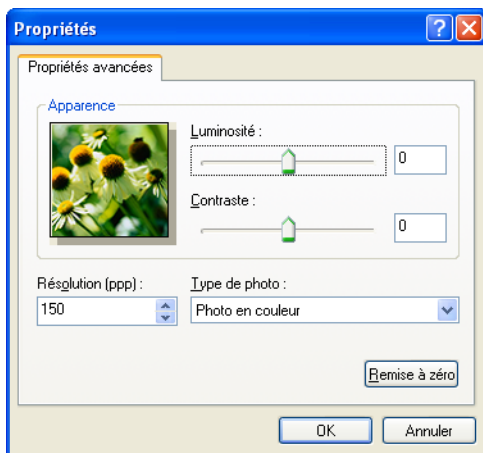 Propriétés
Propriétés avancées
Apparence
Luminosité :
0
Contraste :
0
Résolution (ppp) :
Type de photo :
150
Photo en couleur
Remise à zéro
OK
Annuler